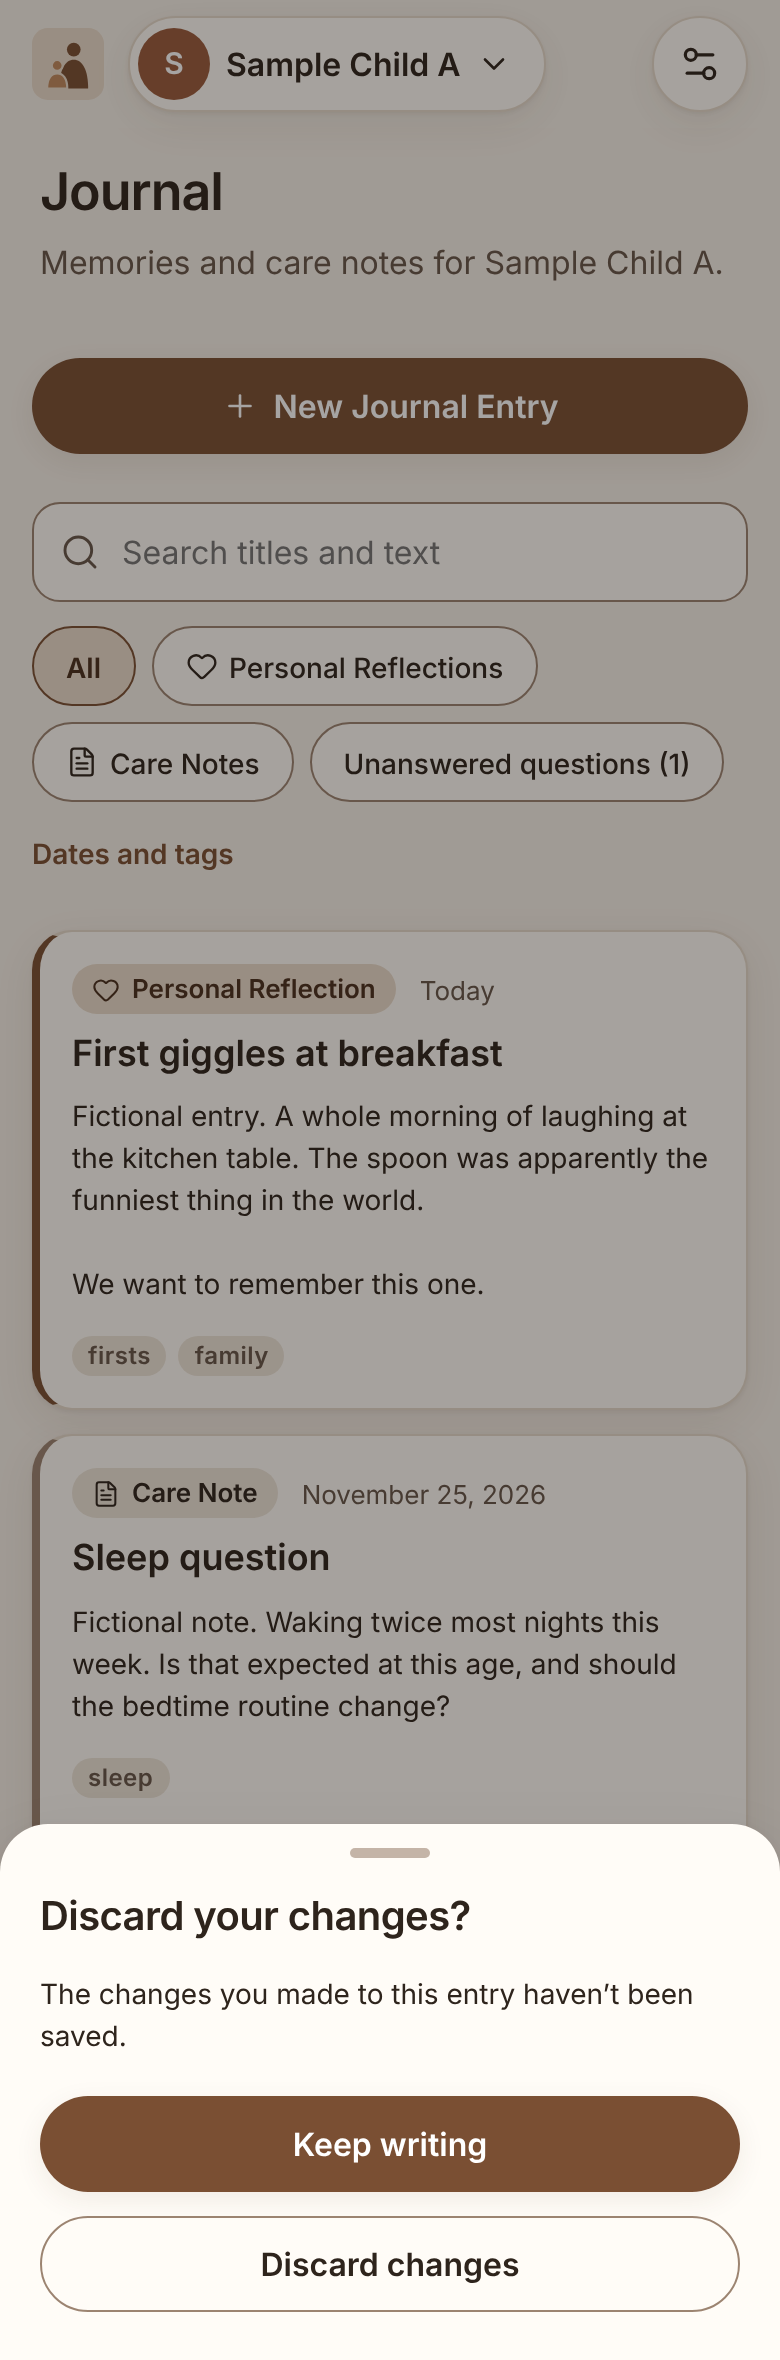 S
Sample Child A
Journal
Memories and care notes for Sample Child A.
New Journal Entry
Search titles and text
All
Personal Reflections
Care Notes
Unanswered questions (1)
Dates and tags
Personal Reflection
Today
First giggles at breakfast
Fictional entry. A whole morning of laughing at
the kitchen table. The spoon was apparently the
funniest thing in the world.
We want to remember this one.
firsts
family
Care Note
November 25, 2026
Sleep question
Fictional note. Waking twice most nights this
week. Is that expected at this age, and should
the bedtime routine change?
sleep
Discard your changes?
The changes you made to this entry haven’t been
saved.
Keep writing
Discard changes